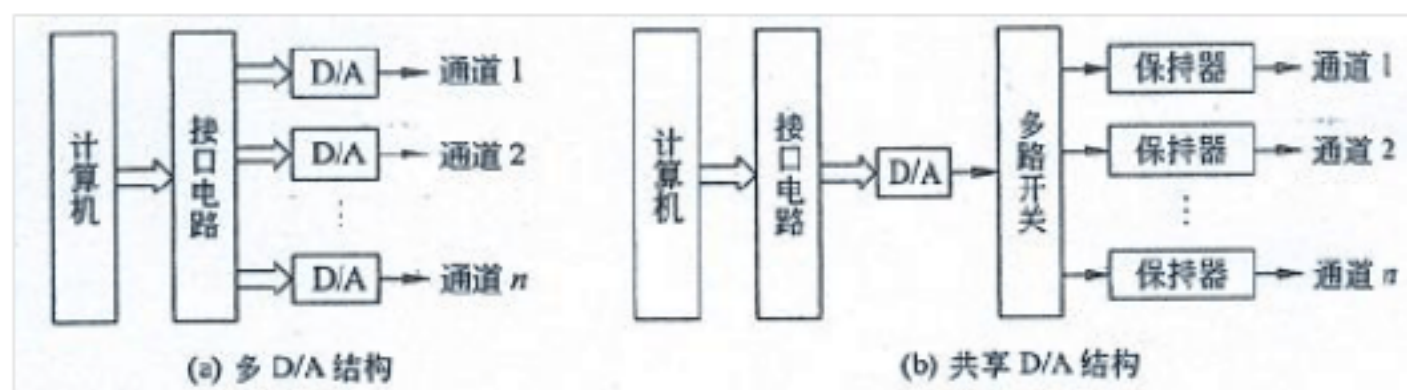 计算机
接口电路
D/A
通道 1
D/A
通道 2
⋮
D/A
通道 n
(a) 多 D/A 结构
计算机
接口电路
D/A
多路开关
保持器
通道 1
保持器
通道 2
⋮
保持器
通道 n
(b) 共享 D/A 结构